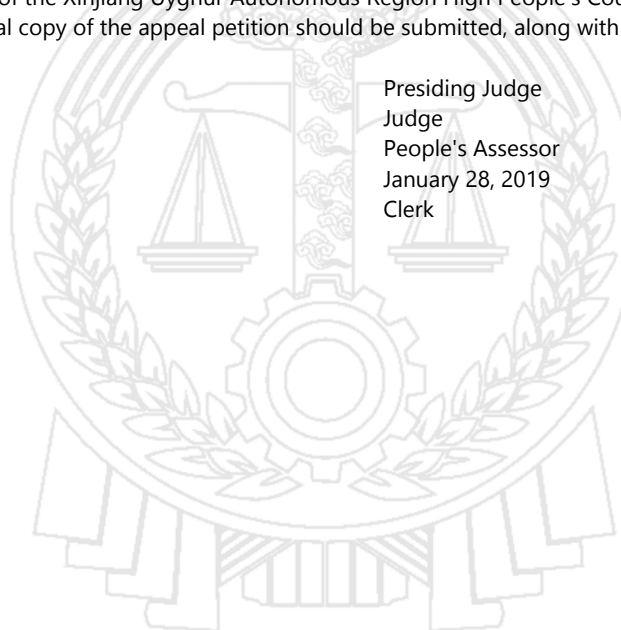 of the Xinjiang Uyghur Autonomous Region High People's
al copy of the appeal petition should be submitted, along with
Presiding Judge
Judge
People's Assessor
January 28, 2019
Clerk